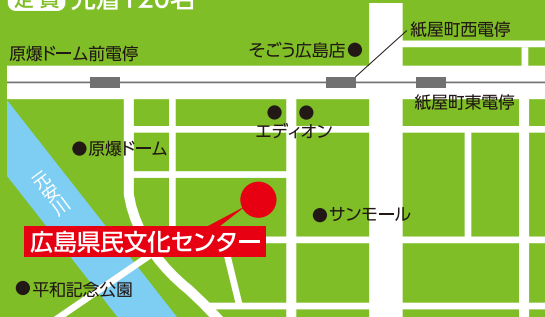 定員 先着120名
紙屋町西電停
原爆ドーム前電停
そごう広島店
紙屋町東電停
エディオン
原爆ドーム
元安川
サンモール
広島県民文化センター
平和記念公園